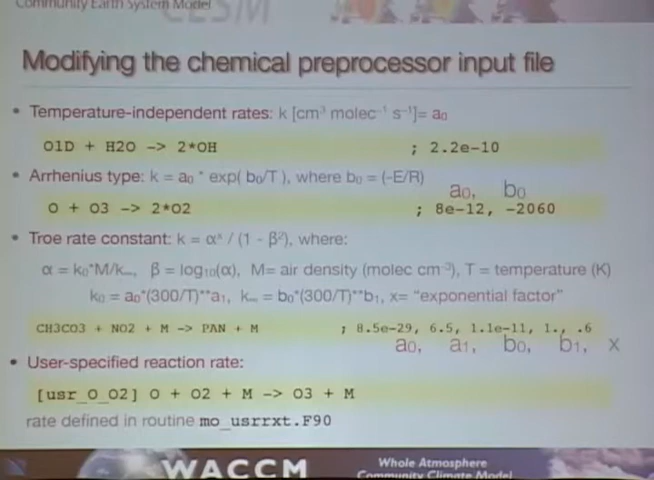 Community Earth System Model
CESM
Modifying the chemical preprocessor input file
• Temperature-independent rates: k [cm³ molec⁻¹ s⁻¹]= a₀
O1D + H2O -> 2*OH ; 2.2e-10
• Arrhenius type: k = a₀ * exp( b₀/T ), where b₀ = (-E/R)
a₀, b₀
O + O3 -> 2*O2 ; 8e-12, -2060
• Troe rate constant: k = αˣ / (1 - β²), where:
α = k₀*M/k∞, β = log₁₀(α), M= air density (molec cm⁻³), T = temperature (K)
k₀ = a₀*(300/T)**a₁, k∞ = b₀*(300/T)**b₁, x= “exponential factor”
CH3CO3 + NO2 + M -> PAN + M ; 8.5e-29, 6.5, 1.1e-11, 1., .6
a₀, a₁, b₀, b₁, x
• User-specified reaction rate:
[usr_O_O2] O + O2 + M -> O3 + M
rate defined in routine mo_usrrxt.F90
WACCM
Whole Atmosphere
Community Climate Model